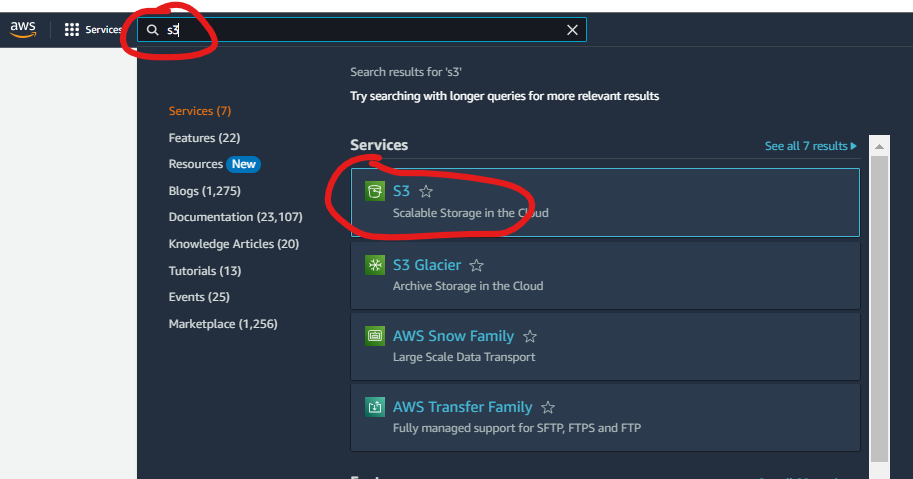 aws Services s3
Search results for 's3'
Try searching with longer queries for more relevant results
Services (7)
Features (22)
Resources New
Blogs (1,275)
Documentation (23,107)
Knowledge Articles (20)
Tutorials (13)
Events (25)
Marketplace (1,256)
Services See all 7 results
S3
Scalable Storage in the Cloud
S3 Glacier
Archive Storage in the Cloud
AWS Snow Family
Large Scale Data Transport
AWS Transfer Family
Fully managed support for SFTP, FTPS and FTP